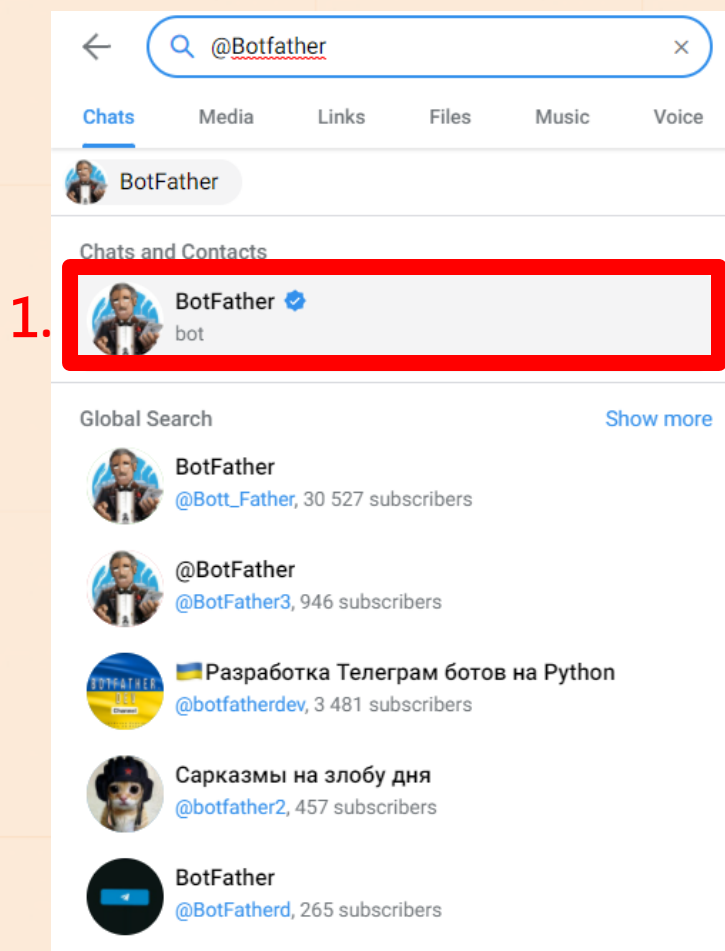 @Botfather
Chats Media Links Files Music Voice
BotFather
Chats and Contacts
1.
BotFather
bot
Global Search Show more
BotFather
@Bott_Father, 30 527 subscribers
@BotFather
@BotFather3, 946 subscribers
BOTFATHER
Channel
Разработка Телеграм ботов на Python
@botfatherdev, 3 481 subscribers
Сарказмы на злобу дня
@botfather2, 457 subscribers
BotFather
@BotFatherd, 265 subscribers